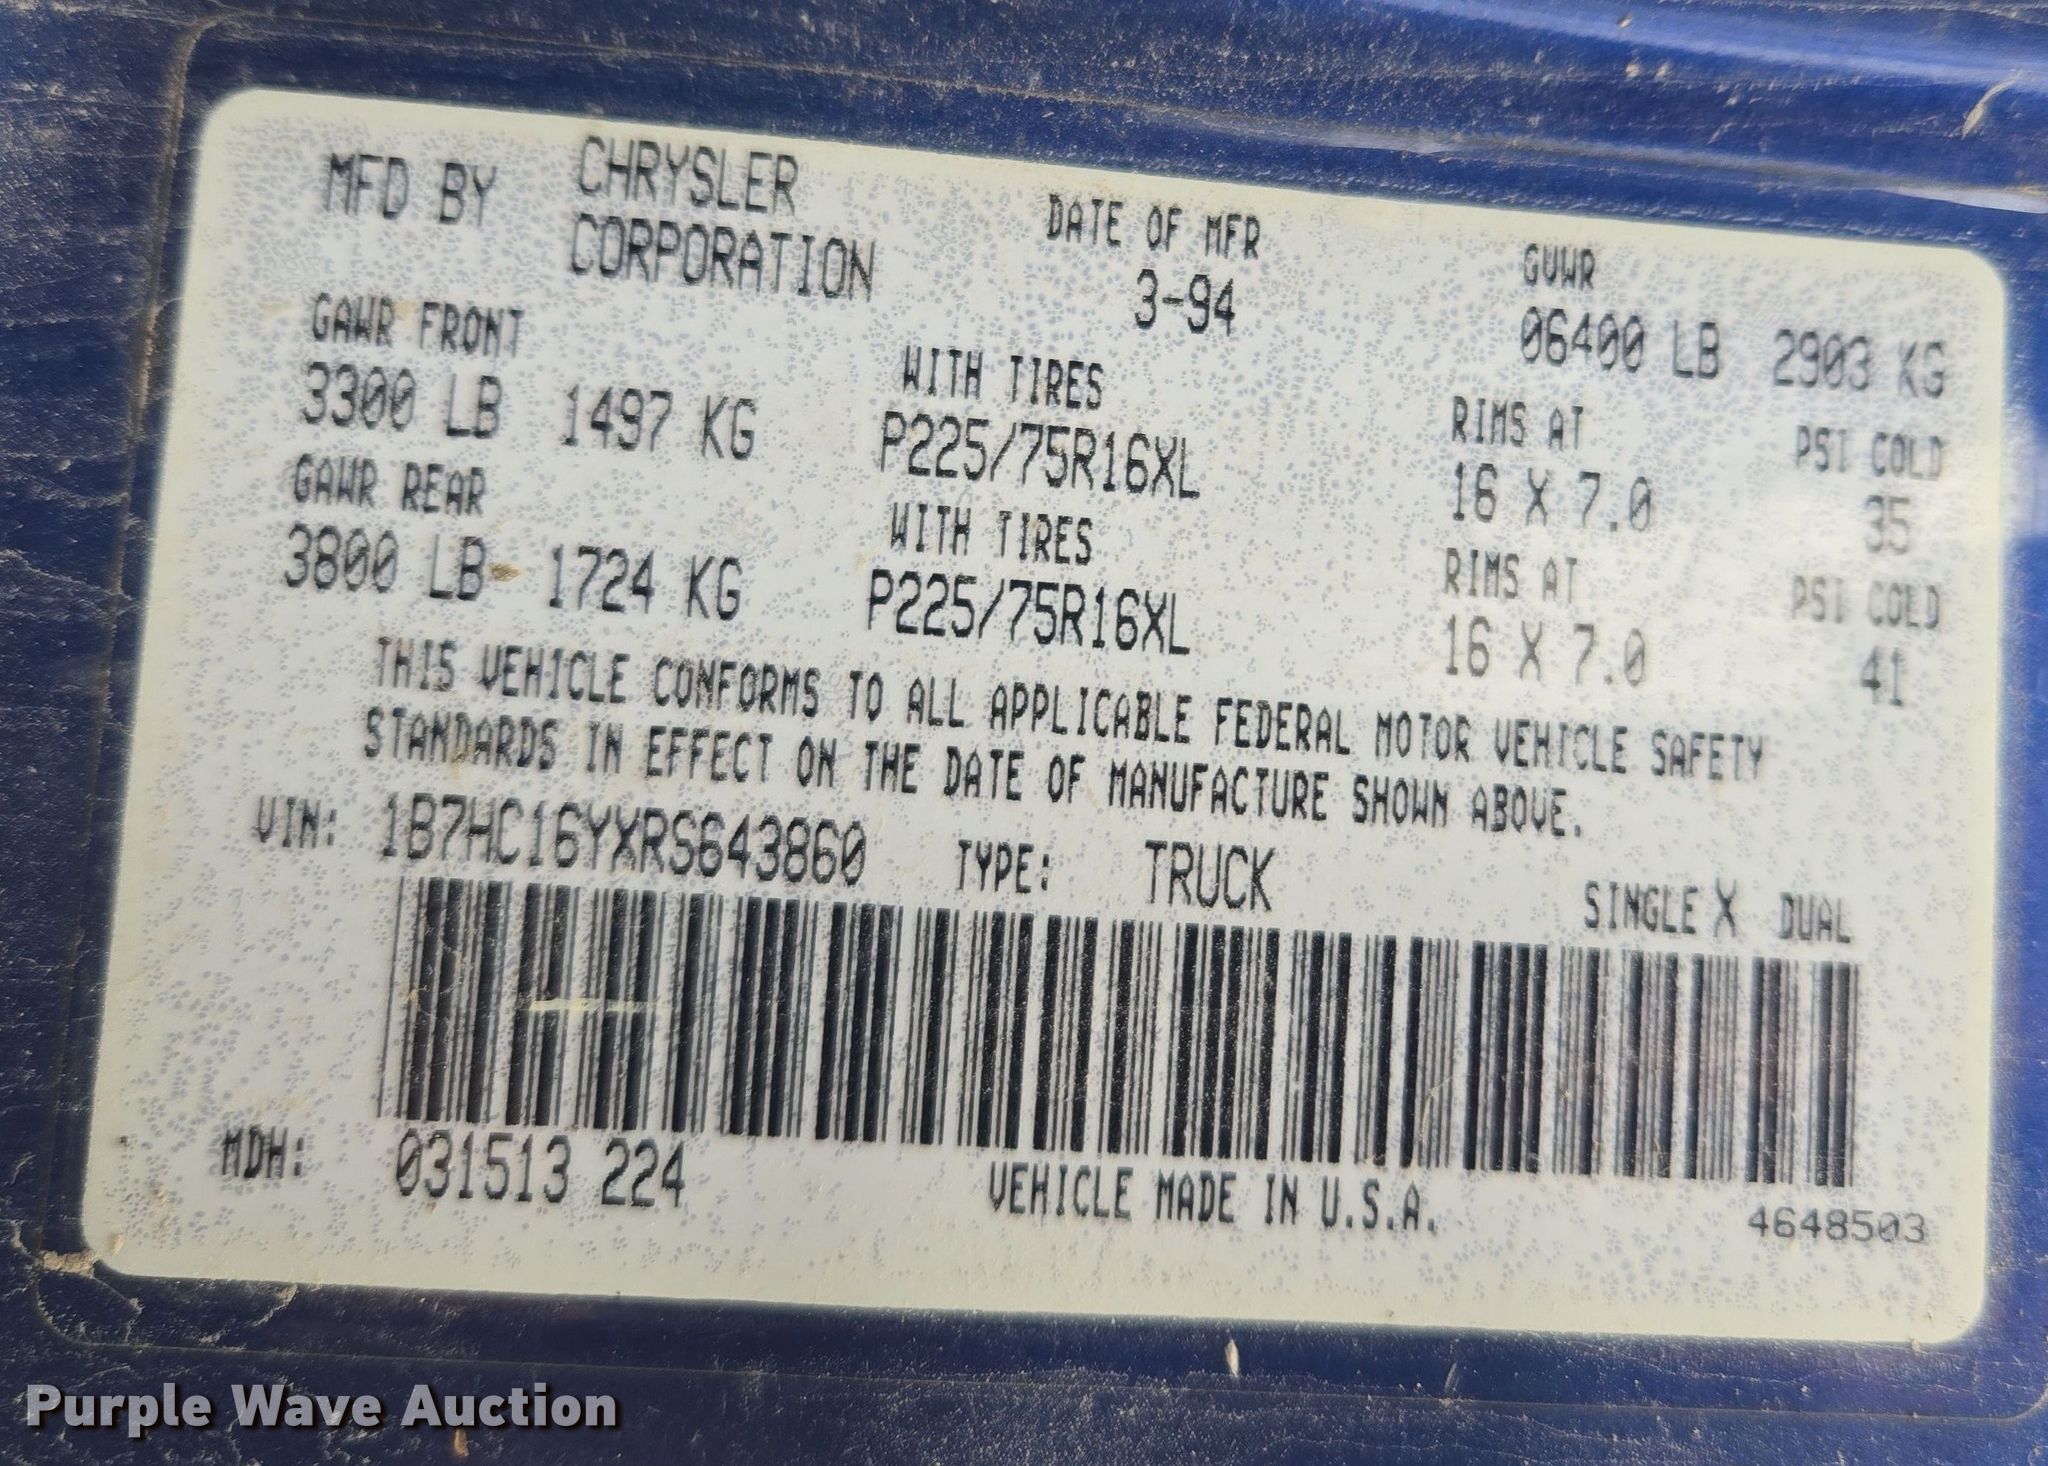 MFD BY CHRYSLER CORPORATION DATE OF MFR 3-94 GVWR 06400 LB 2903 KG
GAWR FRONT WITH TIRES RIMS AT PSI COLD
3300 LB 1497 KG P225/75R16XL 16 X 7.0 35
GAWR REAR WITH TIRES RIMS AT PSI COLD
3800 LB 1724 KG P225/75R16XL 16 X 7.0 41
THIS VEHICLE CONFORMS TO ALL APPLICABLE FEDERAL MOTOR VEHICLE SAFETY
STANDARDS IN EFFECT ON THE DATE OF MANUFACTURE SHOWN ABOVE.
VIN: 1B7HC16YXRS643860 TYPE: TRUCK SINGLE X DUAL
MDH: 031513 224 VEHICLE MADE IN U.S.A. 4648503
Purple Wave Auction